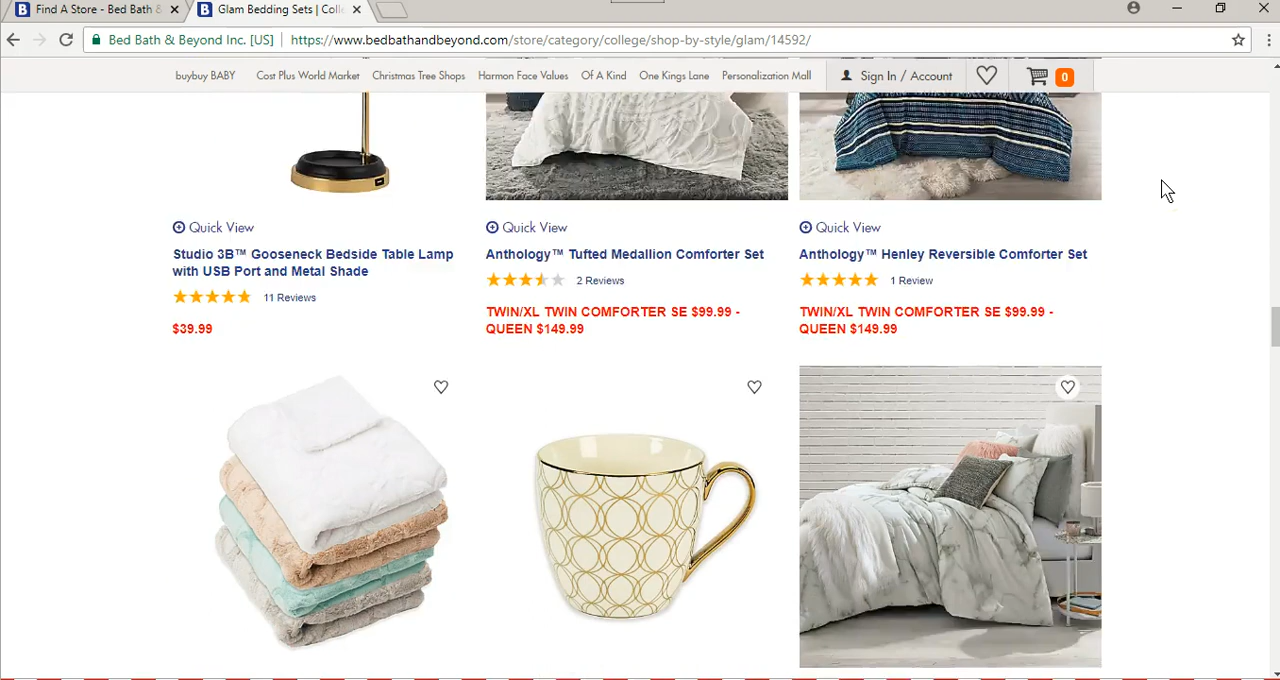 Find A Store - Bed Bath &
Glam Bedding Sets | Coll
Bed Bath & Beyond Inc. [US]
https://www.bedbathandbeyond.com/store/category/college/shop-by-style/glam/14592/
buybuy BABY
Cost Plus World Market
Christmas Tree Shops
Harmon Face Values
Of A Kind
One Kings Lane
Personalization Mall
Sign In / Account
0
Quick View
Studio 3B™ Gooseneck Bedside Table Lamp
with USB Port and Metal Shade
11 Reviews
$39.99
Quick View
Anthology™ Tufted Medallion Comforter Set
2 Reviews
TWIN/XL TWIN COMFORTER SE $99.99 -
QUEEN $149.99
Quick View
Anthology™ Henley Reversible Comforter Set
1 Review
TWIN/XL TWIN COMFORTER SE $99.99 -
QUEEN $149.99